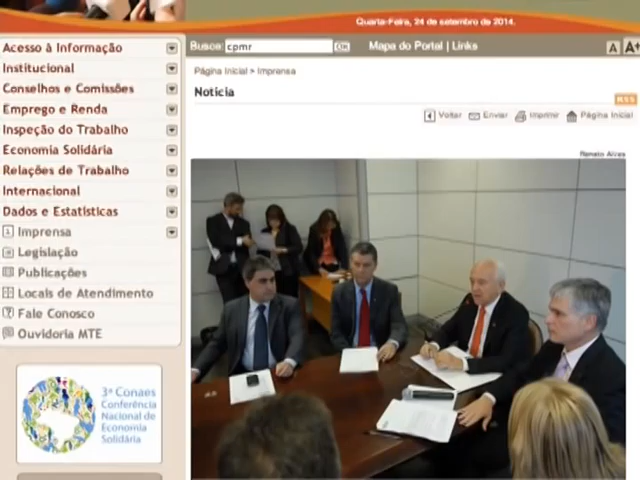 Quarta-Feira, 24 de setembro de 2014.
Acesso à Informação
Institucional
Conselhos e Comissões
Emprego e Renda
Inspeção do Trabalho
Economia Solidária
Relações de Trabalho
Internacional
Dados e Estatísticas
Imprensa
Legislação
Publicações
Locais de Atendimento
Fale Conosco
Ouvidoria MTE
3ª Conaes
Conferência
Nacional de
Economia
Solidária
Busca: cpmr OK Mapa do Portal | Links A A+
Página Inicial > Imprensa
Notícia
RSS
Voltar Enviar Imprimir Página Inicial
Renato Alves